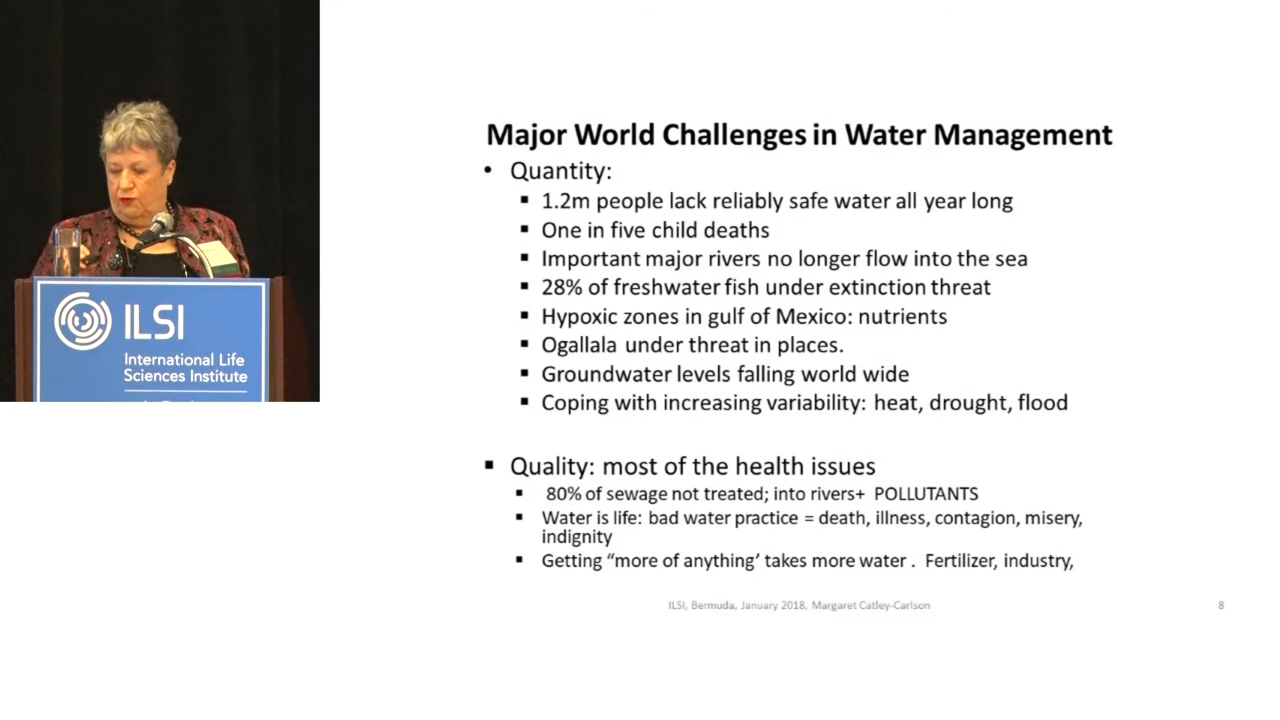 ILSI
International Life
Sciences Institute
Major World Challenges in Water Management
• Quantity:
▪ 1.2m people lack reliably safe water all year long
▪ One in five child deaths
▪ Important major rivers no longer flow into the sea
▪ 28% of freshwater fish under extinction threat
▪ Hypoxic zones in gulf of Mexico: nutrients
▪ Ogallala under threat in places.
▪ Groundwater levels falling world wide
▪ Coping with increasing variability: heat, drought, flood
▪ Quality: most of the health issues
▪ 80% of sewage not treated; into rivers+ POLLUTANTS
▪ Water is life: bad water practice = death, illness, contagion, misery,
indignity
▪ Getting “more of anything’ takes more water . Fertilizer, industry,
ILSI, Bermuda, January 2018, Margaret Catley-Carlson
8